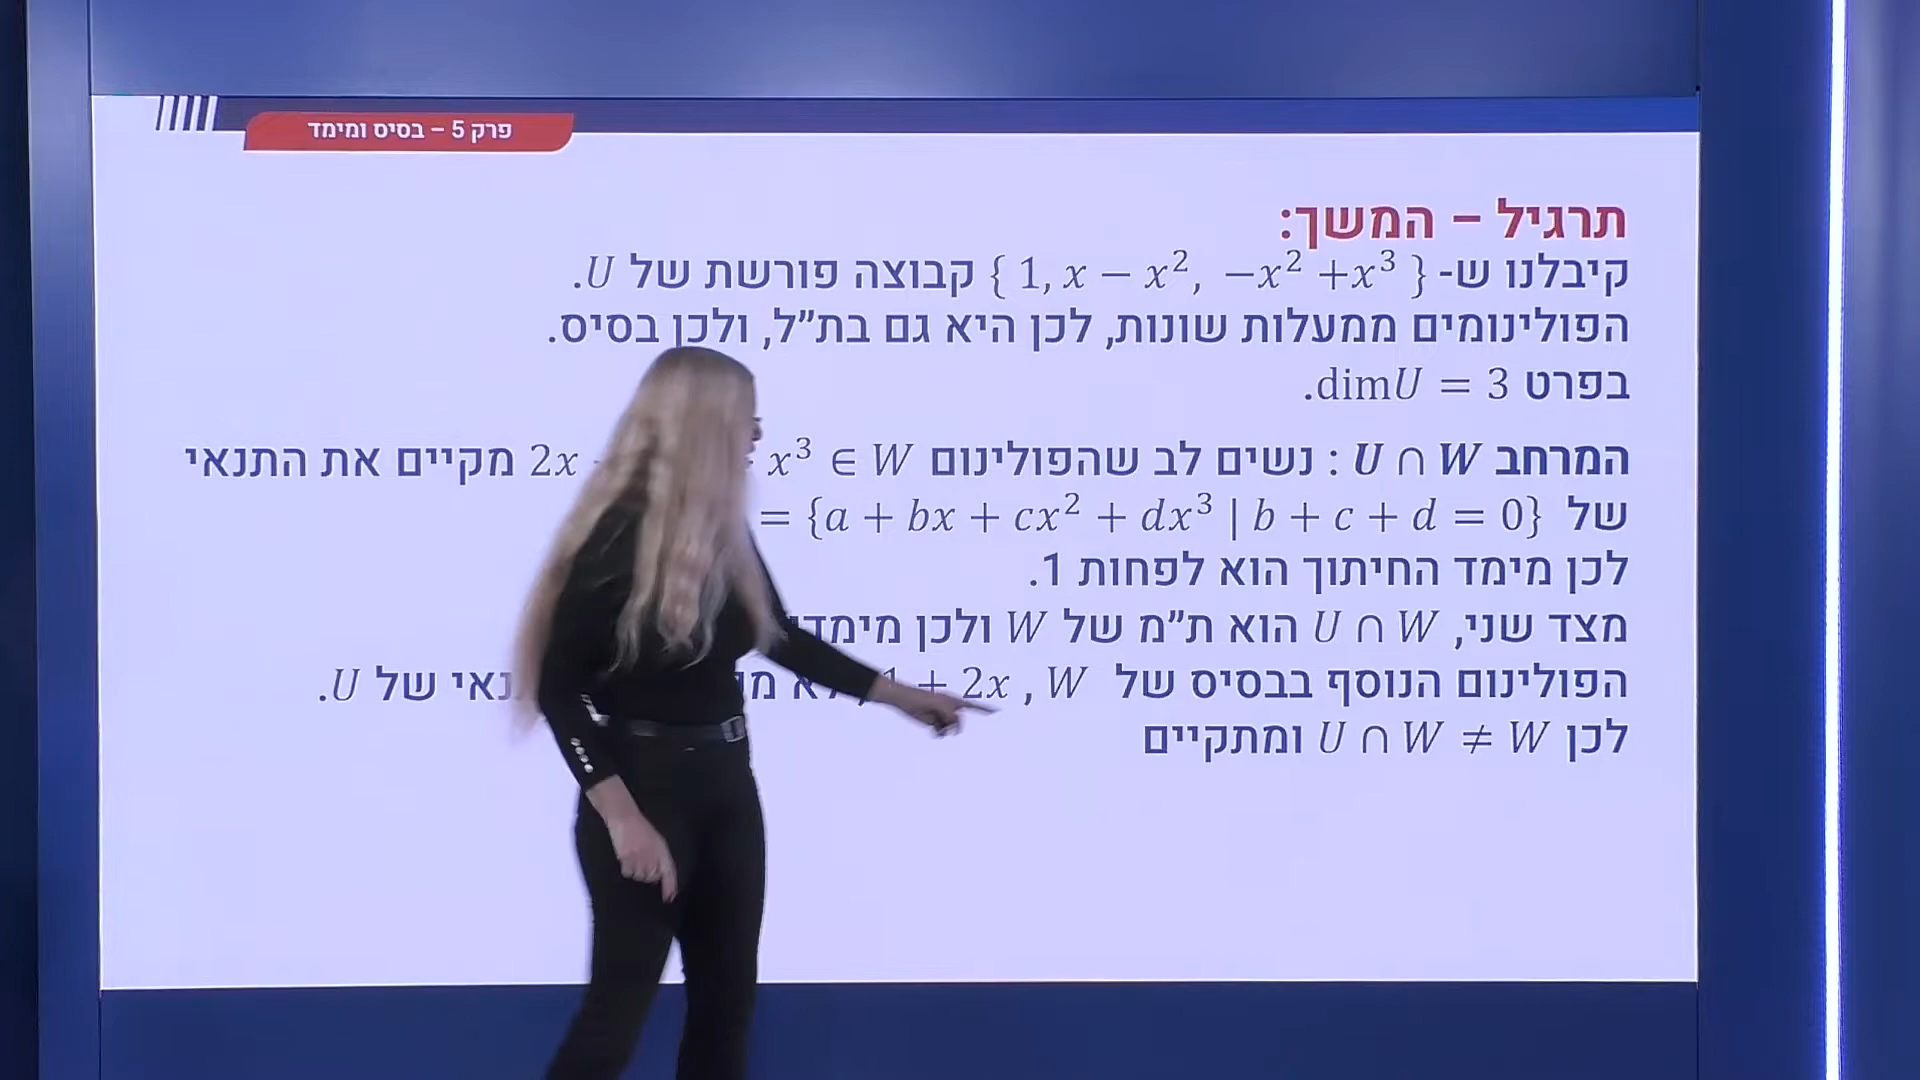 פרק 5 – בסיס ומימד
תרגיל – המשך:
קיבלנו ש- { 1, x − x², −x² +x³ } קבוצה פורשת של U.
הפולינומים ממעלות שונות, לכן היא גם בת״ל, ולכן בסיס.
בפרט dimU = 3.
המרחב U ∩ W : נשים לב שהפולינום 2x x³ ∈ W מקיים את התנאי
של = {a + bx + cx² + dx³ | b + c + d = 0}
לכן מימד החיתוך הוא לפחות 1.
מצד שני, U ∩ W הוא ת״מ של W ולכן
הפולינום הנוסף בבסיס של W, 1 + 2x, לא של U.
לכן U ∩ W ≠ W ומתקיים